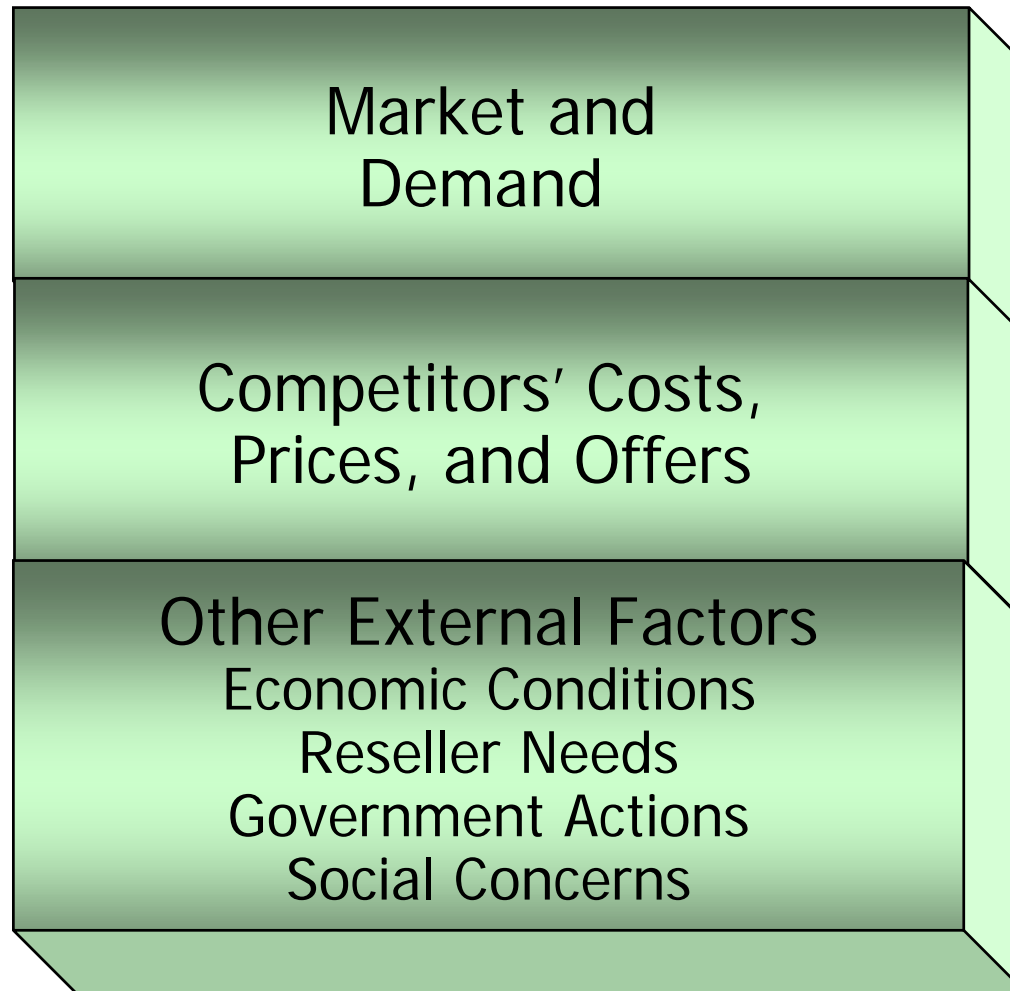 Market and
Demand
Competitors’ Costs,
Prices, and Offers
Other External Factors
Economic Conditions
Reseller Needs
Government Actions
Social Concerns